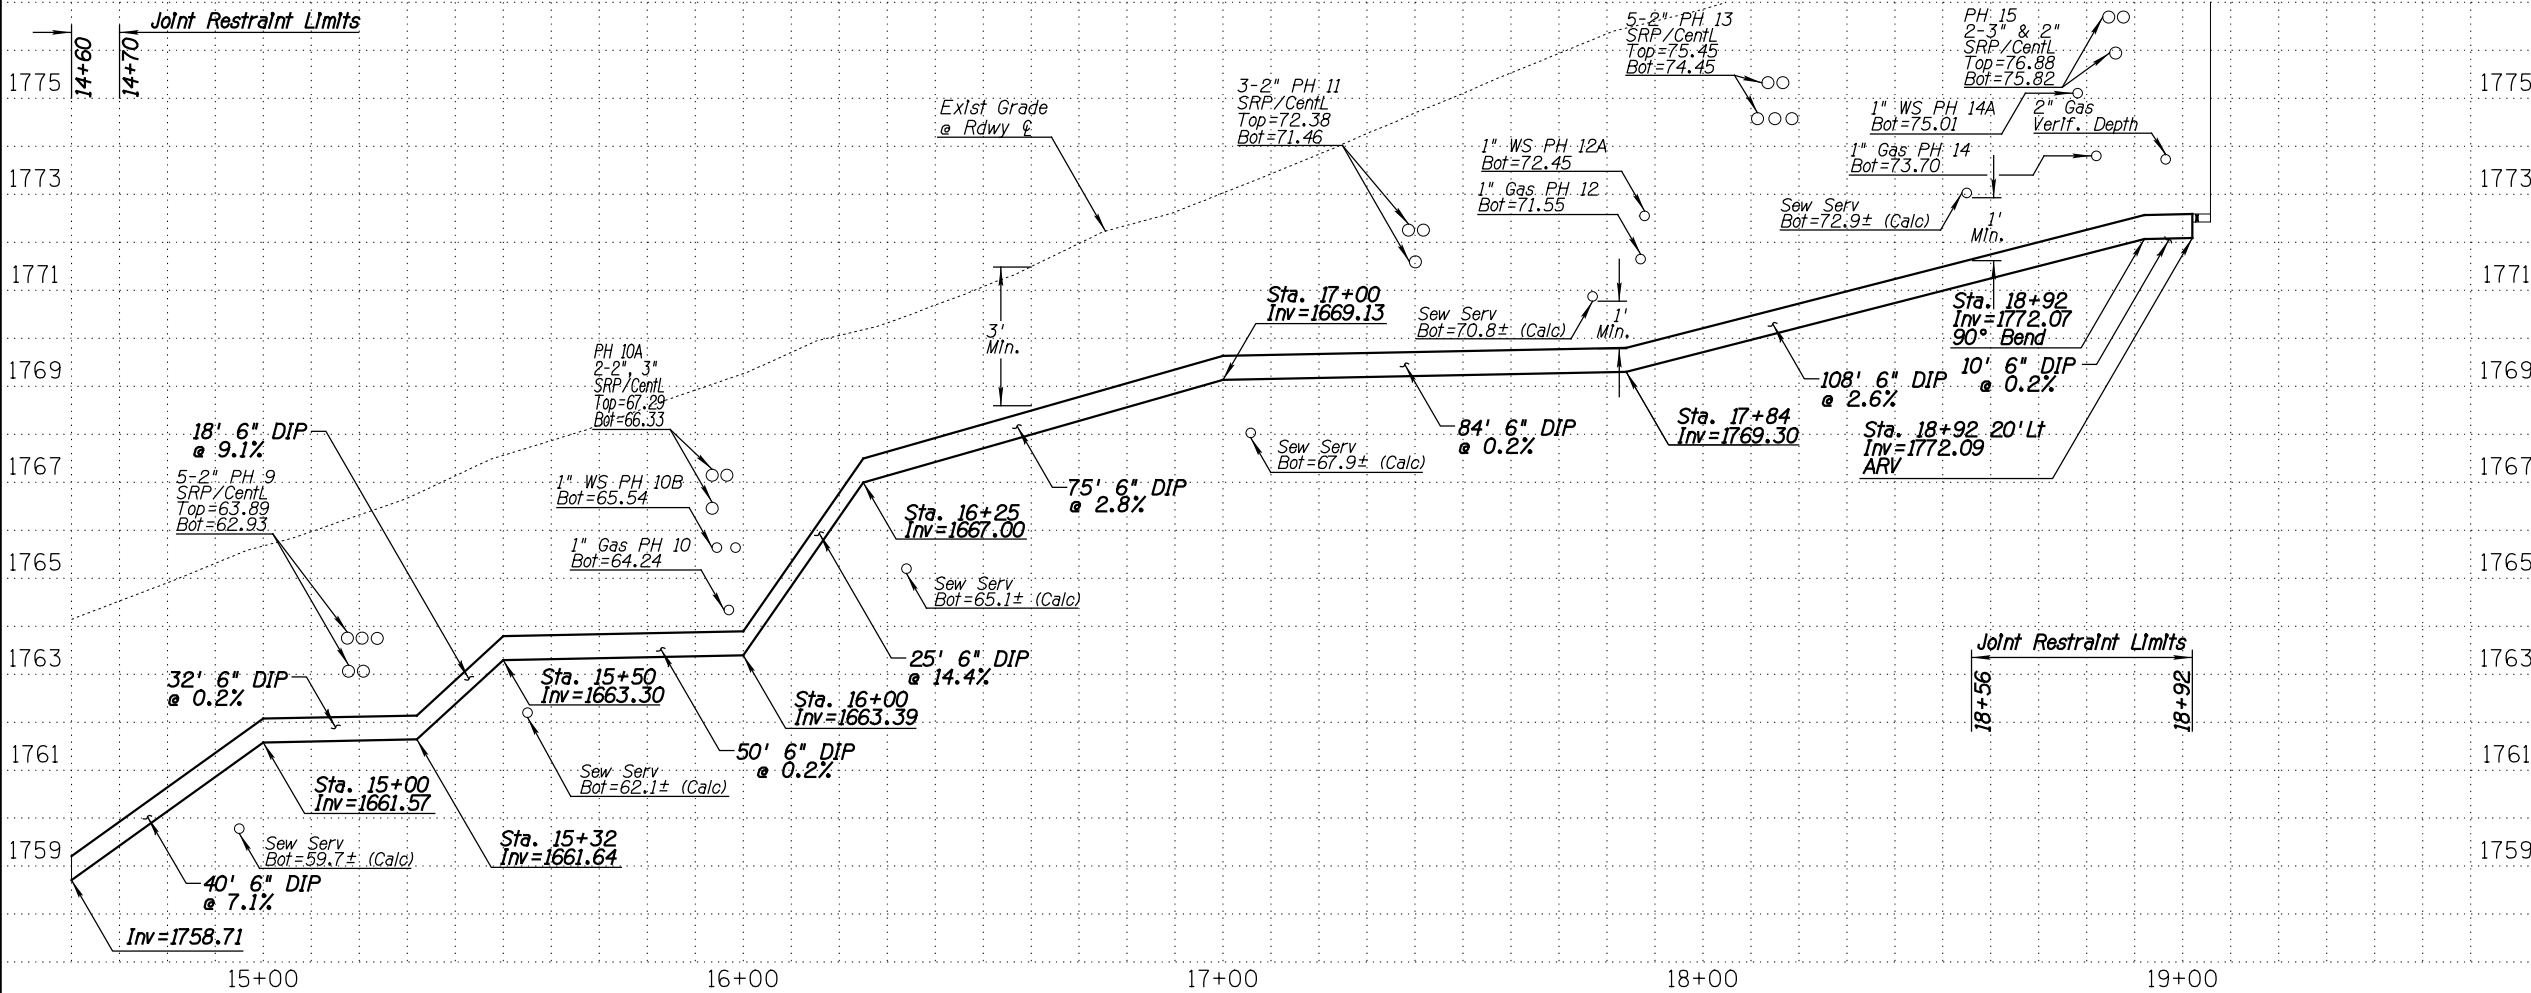 Joint Restraint Limits
14+60
14+70
1775
1773
1771
1769
1767
1765
1763
1761
1759
Exist Grade
@ Rdwy ℄
3-2" PH 11
SRP/CentL
Top=72.38
Bot=71.46
5-2" PH 13
SRP/CentL
Top=75.45
Bot=74.45
PH 15
2-3" & 2"
SRP/CentL
Top=76.88
Bot=75.82
1" WS PH 14A
Bot=75.01
2" Gas
Verif. Depth
1" Gas PH 14
Bot=73.70
1" WS PH 12A
Bot=72.45
1" Gas PH 12
Bot=71.55
Sew Serv
Bot=72.9± (Calc)
1'
Min.
3'
Min.
Sta. 17+00
Inv=1669.13
Sew Serv
Bot=70.8± (Calc)
1'
Min.
Sta. 18+92
Inv=1772.07
90° Bend
10' 6" DIP
@ 0.2%
108' 6" DIP
@ 2.6%
Sta. 17+84
Inv=1769.30
Sta. 18+92 20'Lt
Inv=1772.09
ARV
PH 10A
2-2", 3"
SRP/CentL
Top=67.29
Bot=66.33
18' 6" DIP
@ 9.1%
5-2" PH 9
SRP/CentL
Top=63.89
Bot=62.93
1" WS PH 10B
Bot=65.54
1" Gas PH 10
Bot=64.24
84' 6" DIP
@ 0.2%
Sew Serv
Bot=67.9± (Calc)
75' 6" DIP
@ 2.8%
Sta. 16+25
Inv=1667.00
Sew Serv
Bot=65.1± (Calc)
25' 6" DIP
@ 14.4%
32' 6" DIP
@ 0.2%
Sta. 15+50
Inv=1663.30
Sta. 16+00
Inv=1663.39
50' 6" DIP
@ 0.2%
Sew Serv
Bot=62.1± (Calc)
Sta. 15+00
Inv=1661.57
Sta. 15+32
Inv=1661.64
Sew Serv
Bot=59.7± (Calc)
40' 6" DIP
@ 7.1%
Inv=1758.71
Joint Restraint Limits
18+56
18+92
1775
1773
1771
1769
1767
1765
1763
1761
1759
15+00
16+00
17+00
18+00
19+00